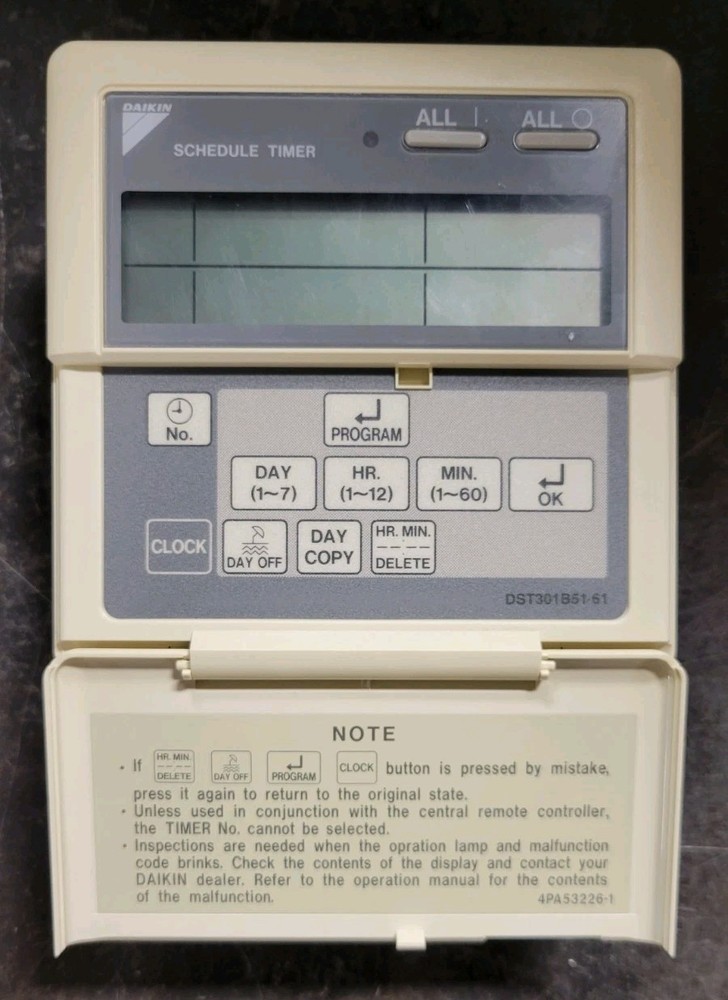 DAIKIN
SCHEDULE TIMER
ALL | ALL ○
No.
PROGRAM
DAY
(1~7)
HR.
(1~12)
MIN.
(1~60)
OK
CLOCK
DAY OFF
DAY
COPY
HR. MIN.
--:--
DELETE
DST301B51·61
NOTE
· If HR. MIN. --:-- DELETE DAY OFF PROGRAM CLOCK button is pressed by mistake,
press it again to return to the original state.
· Unless used in conjunction with the central remote controller,
the TIMER No. cannot be selected.
· Inspections are needed when the opration lamp and malfunction
code brinks. Check the contents of the display and contact your
DAIKIN dealer. Refer to the operation manual for the contents
of the malfunction.
4PA53226-1